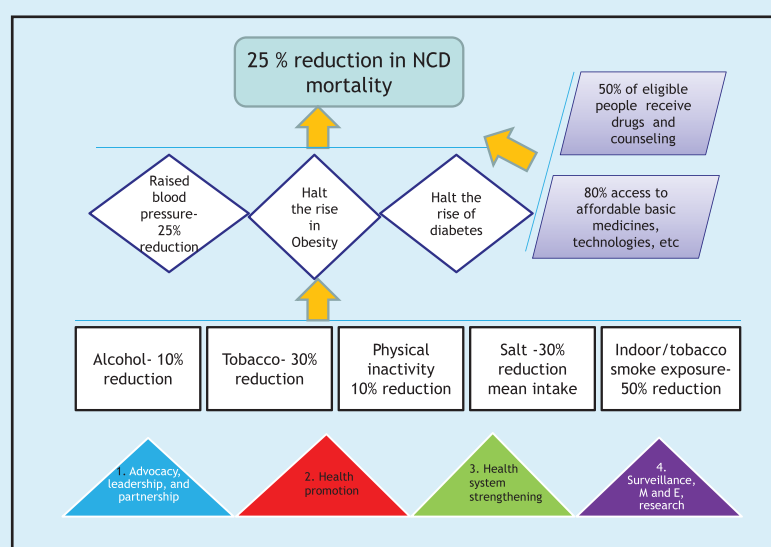 25 % reduction in NCD
mortality
50% of eligible
people receive
drugs and
counseling
80% access to
affordable basic
medicines,
technologies, etc
Raised
blood
pressure-
25%
reduction
Halt
the rise
in
Obesity
Halt the
rise of
diabetes
Alcohol- 10%
reduction
Tobacco- 30%
reduction
Physical
inactivity
10% reduction
Salt -30%
reduction
mean intake
Indoor/tobacco
smoke exposure-
50% reduction
1. Advocacy,
leadership, and
partnership
2. Health
promotion
3. Health
system
strengthening
4.
Surveillance,
M and E,
research